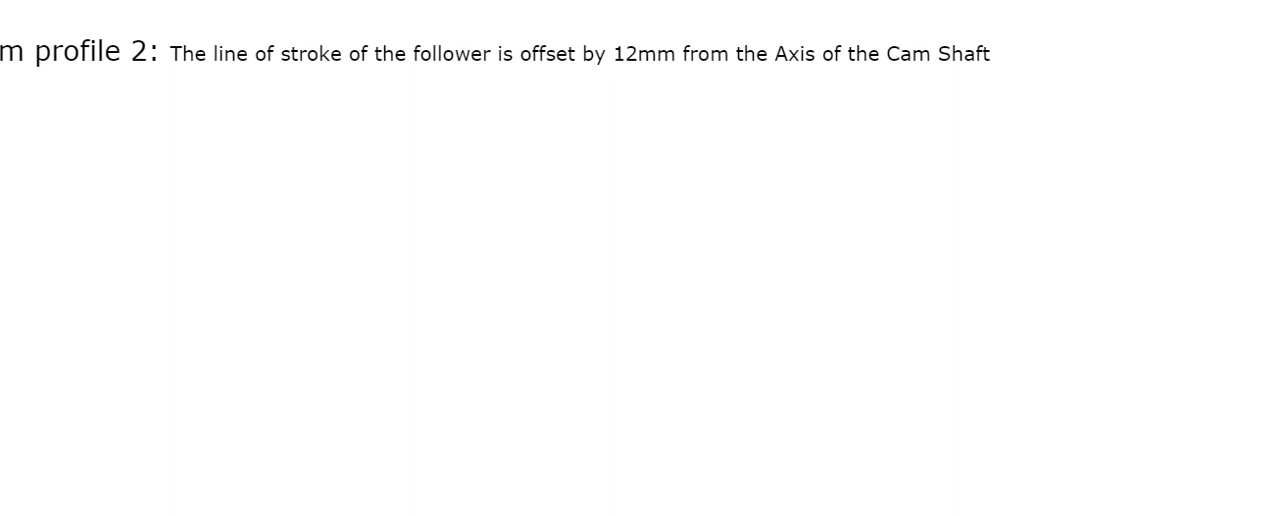 m profile 2: The line of stroke of the follower is offset by 12mm from the Axis of the Cam Shaft